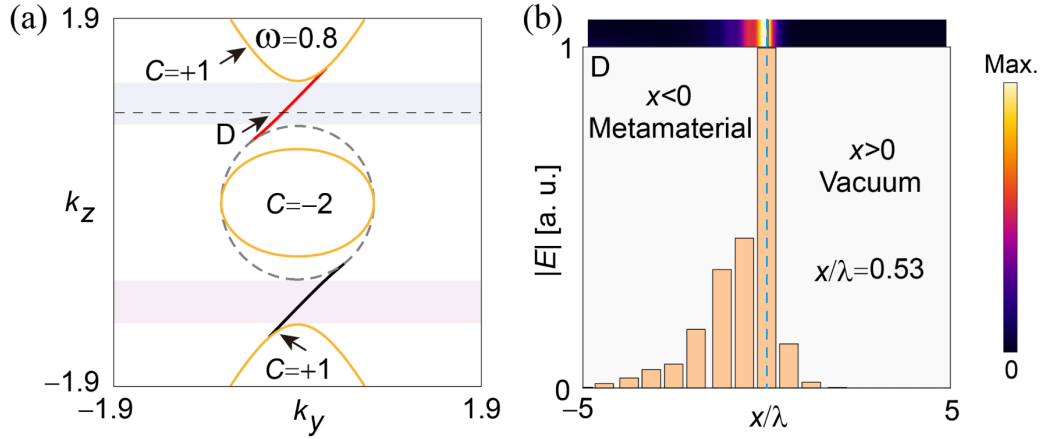 (a)
1.9
ω=0.8
C=+1
D
k_z
C=−2
C=+1
−1.9
−1.9
k_y
1.9
(b)
1
D
x<0
Metamaterial
x>0
Vacuum
|E| [a. u.]
x/λ=0.53
0
−5
x/λ
5
Max.
0